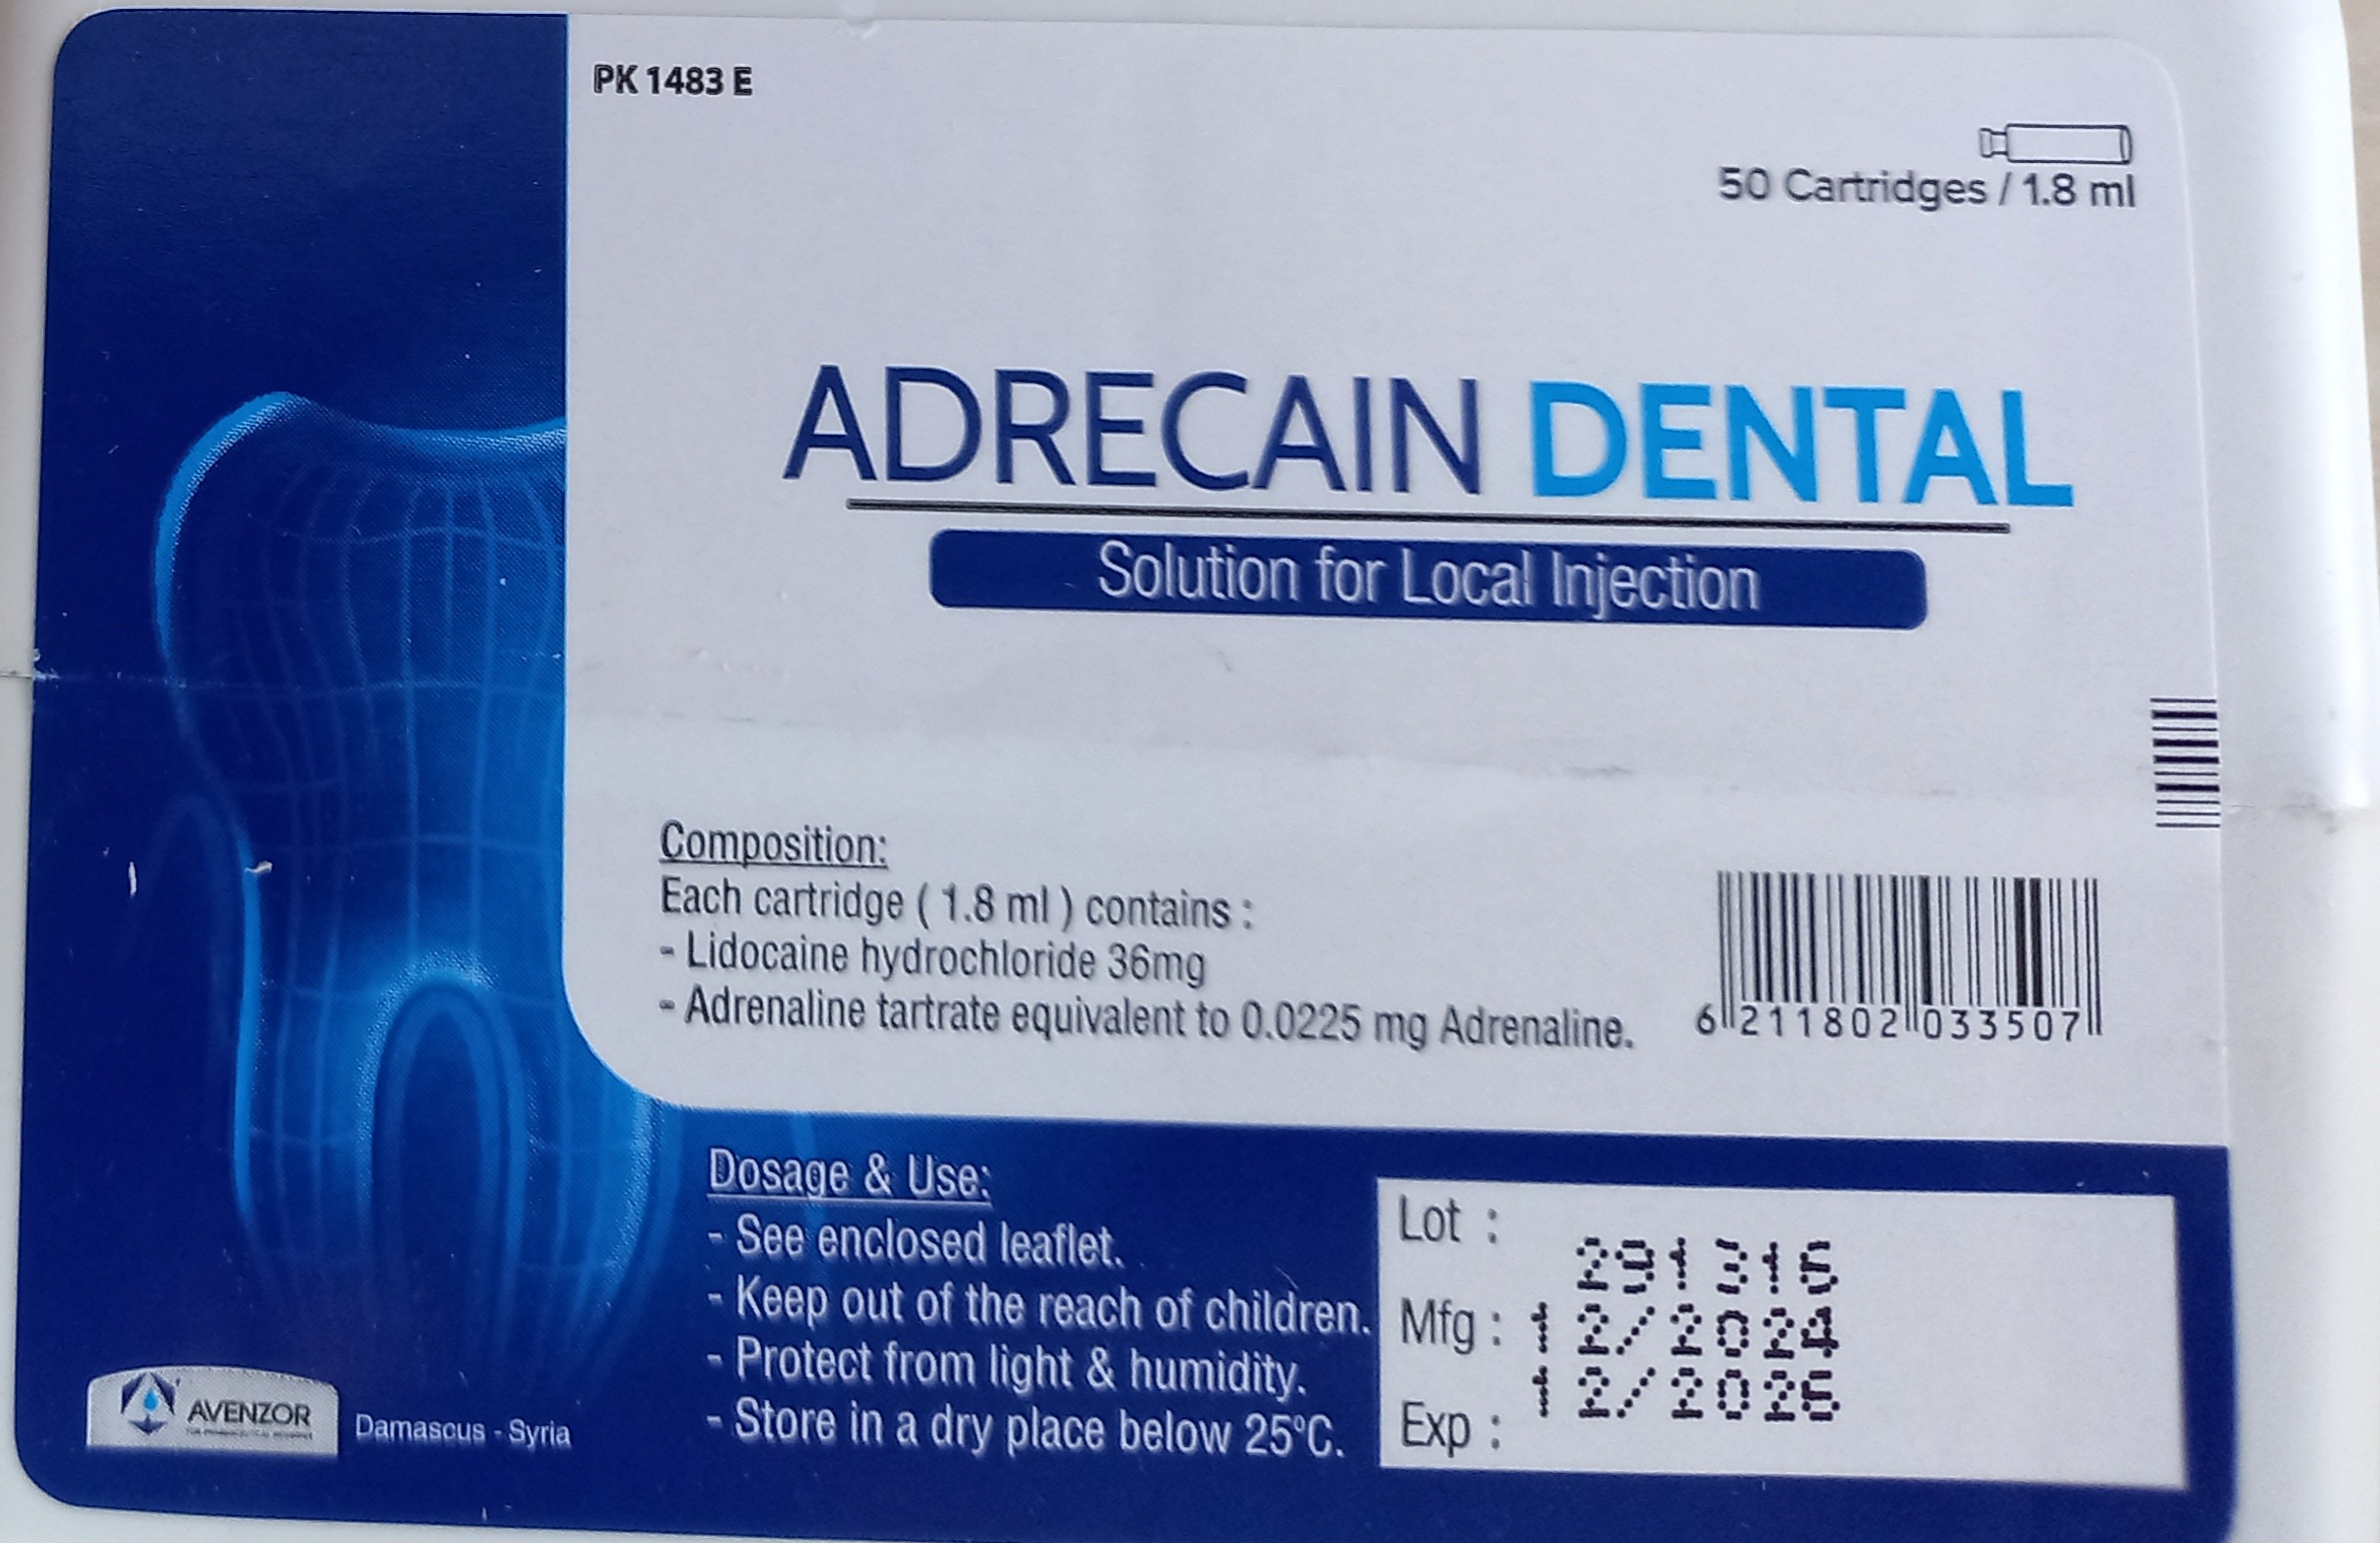 PK 1483 E
50 Cartridges / 1.8 ml
ADRECAIN DENTAL
Solution for Local Injection
Composition:
Each cartridge ( 1.8 ml ) contains :
- Lidocaine hydrochloride 36mg
- Adrenaline tartrate equivalent to 0.0225 mg Adrenaline.
6 211802 033507
Dosage & Use:
- See enclosed leaflet.
- Keep out of the reach of children.
- Protect from light & humidity.
- Store in a dry place below 25°C.
Lot :
Mfg : 12/2024
Exp : 12/2026
AVENZOR
Damascus - Syria